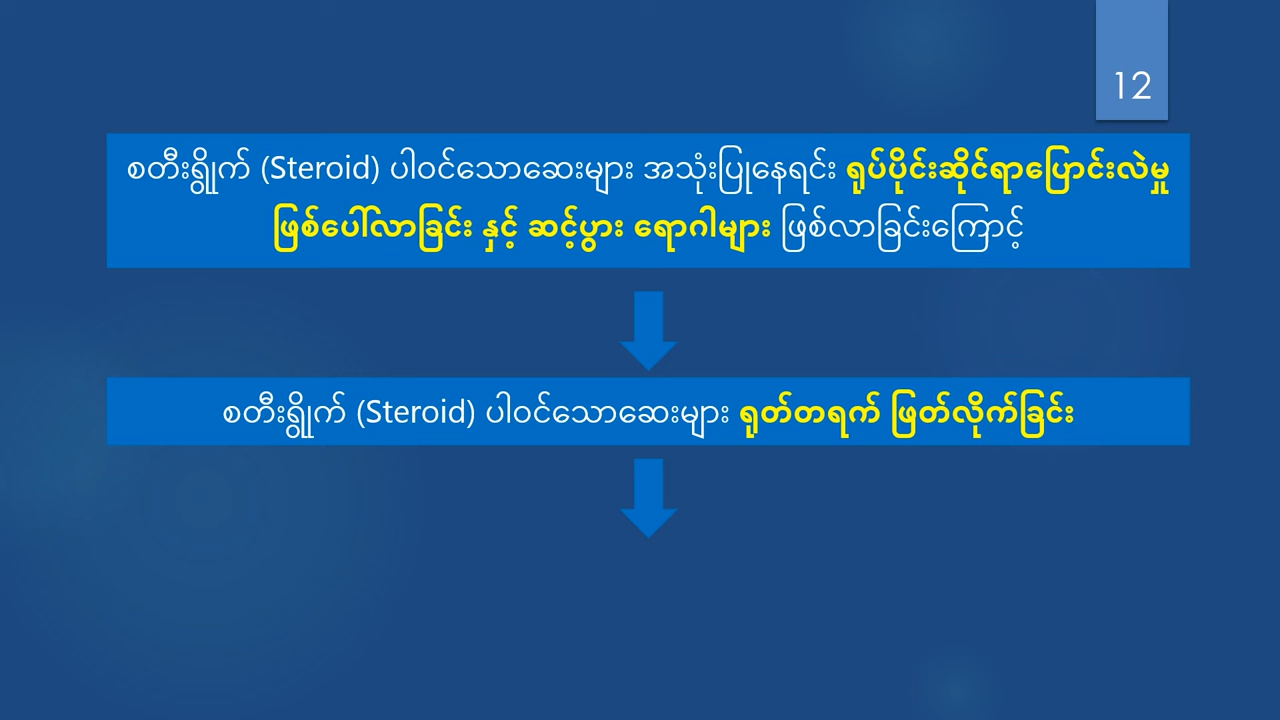 12
စတီးရွိုက် (Steroid) ပါဝင်သောဆေးများ အသုံးပြုနေရင်း ရုပ်ပိုင်းဆိုင်ရာပြောင်းလဲမှု
ဖြစ်ပေါ်လာခြင်း နှင့် ဆင့်ပွား ရောဂါများ ဖြစ်လာခြင်းကြောင့်
စတီးရွိုက် (Steroid) ပါဝင်သောဆေးများ ရုတ်တရက် ဖြတ်လိုက်ခြင်း